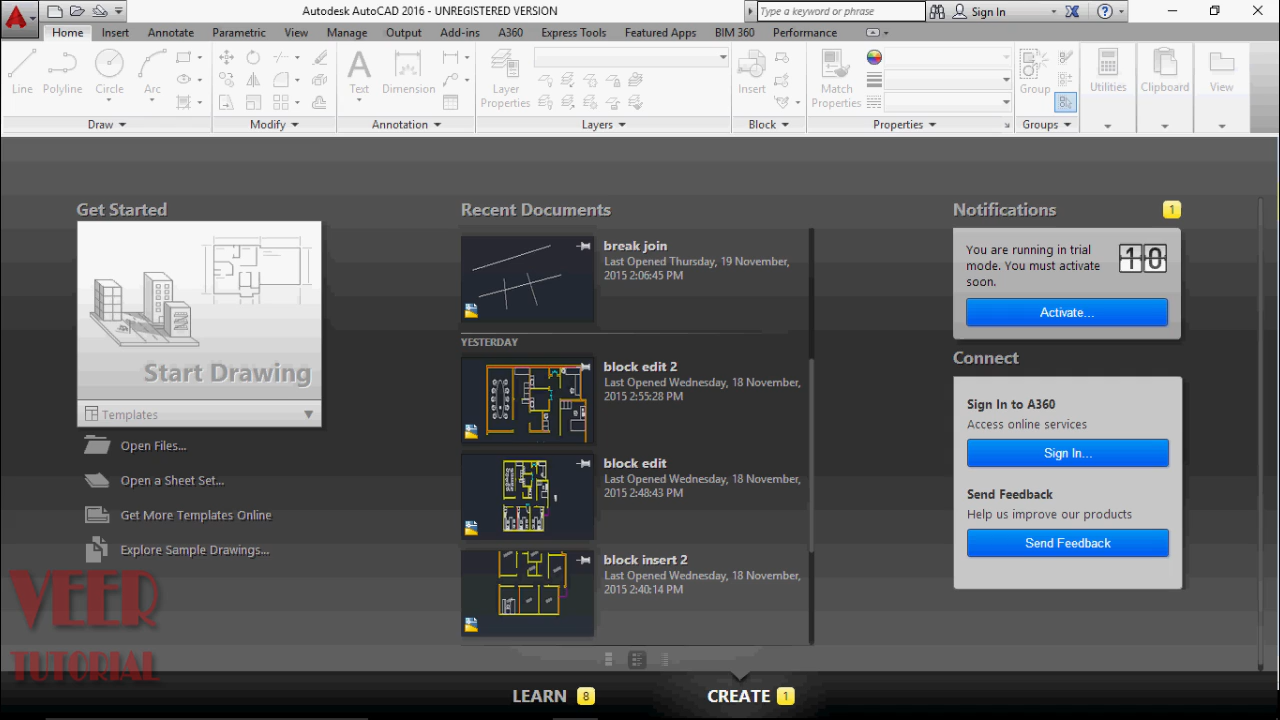 Autodesk AutoCAD 2016 - UNREGISTERED VERSION
Type a keyword or phrase
Sign In
Home Insert Annotate Parametric View Manage Output Add-ins A360 Express Tools Featured Apps BIM 360 Performance
Line Polyline Circle Arc
Text Dimension
Layer
Properties
Insert
Match
Properties
Group
Utilities
Clipboard
View
Draw Modify Annotation Layers Block Properties Groups
Get Started
Start Drawing
Templates
Open Files...
Open a Sheet Set...
Get More Templates Online
Explore Sample Drawings...
VEER
TUTORIAL
Recent Documents
break join
Last Opened Thursday, 19 November,
2015 2:06:45 PM
YESTERDAY
block edit 2
Last Opened Wednesday, 18 November,
2015 2:55:28 PM
block edit
Last Opened Wednesday, 18 November,
2015 2:48:43 PM
block insert 2
Last Opened Wednesday, 18 November,
2015 2:40:14 PM
Notifications 1
You are running in trial
mode. You must activate
soon.
10
Activate...
Connect
Sign In to A360
Access online services
Sign In...
Send Feedback
Help us improve our products
Send Feedback
LEARN 8 CREATE 1